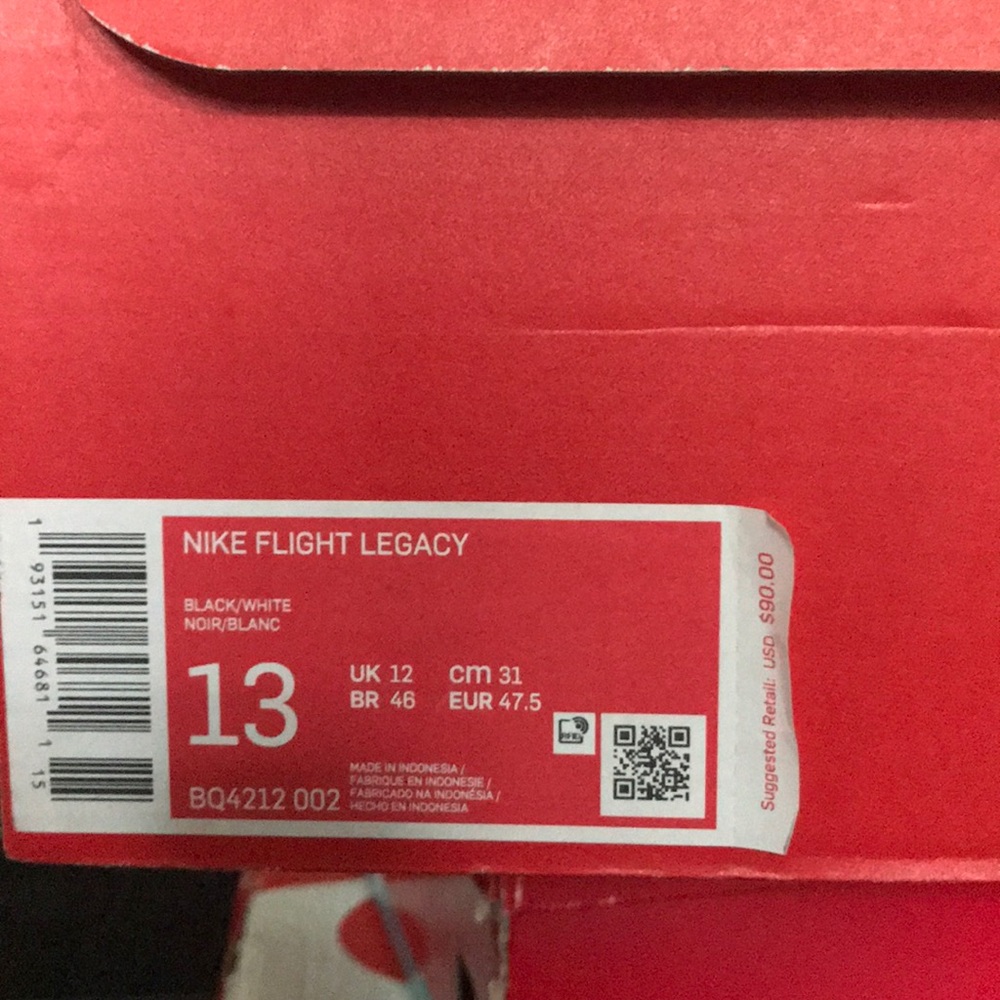 NIKE FLIGHT LEGACY
BLACK/WHITE
NOIR/BLANC
13
UK 12 cm 31
BR 46 EUR 47.5
RFID
MADE IN INDONESIA /
FABRIQUE EN INDONESIE /
FABRICADO NA INDONÉSIA /
HECHO EN INDONESIA
BQ4212 002
1 93151 64681 1 15
Suggested Retail: USD $90.00